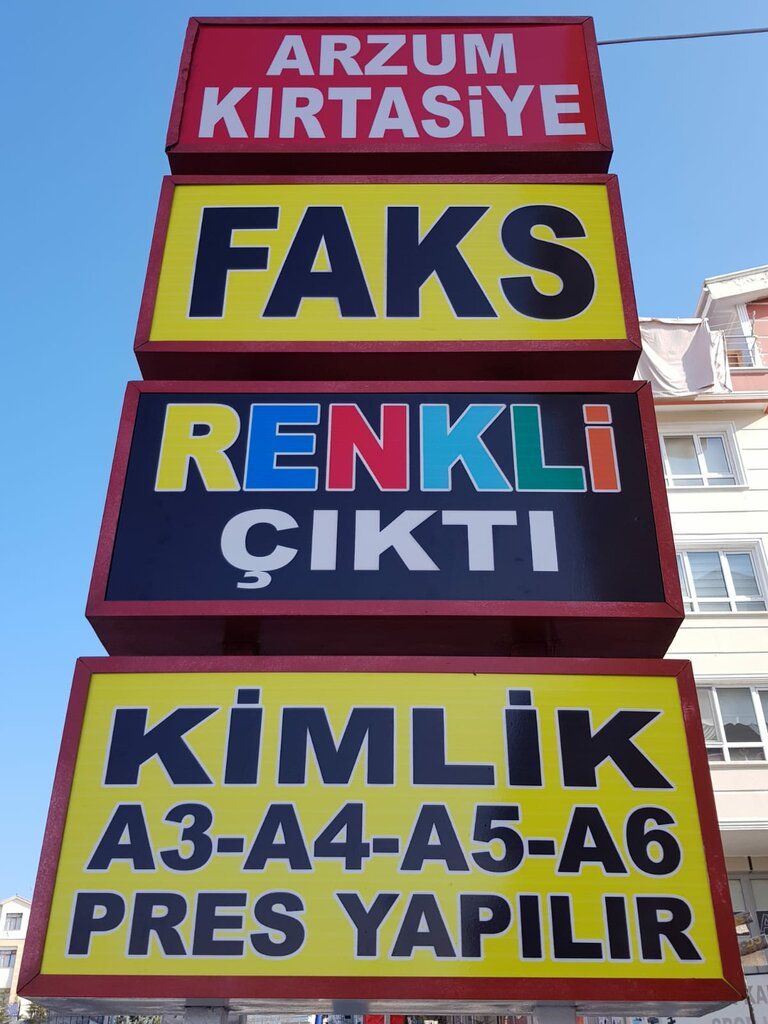 ARZUM
KIRTASİYE
FAKS
RENKLİ
ÇIKTI
KİMLİK
A3-A4-A5-A6
PRES YAPILIR